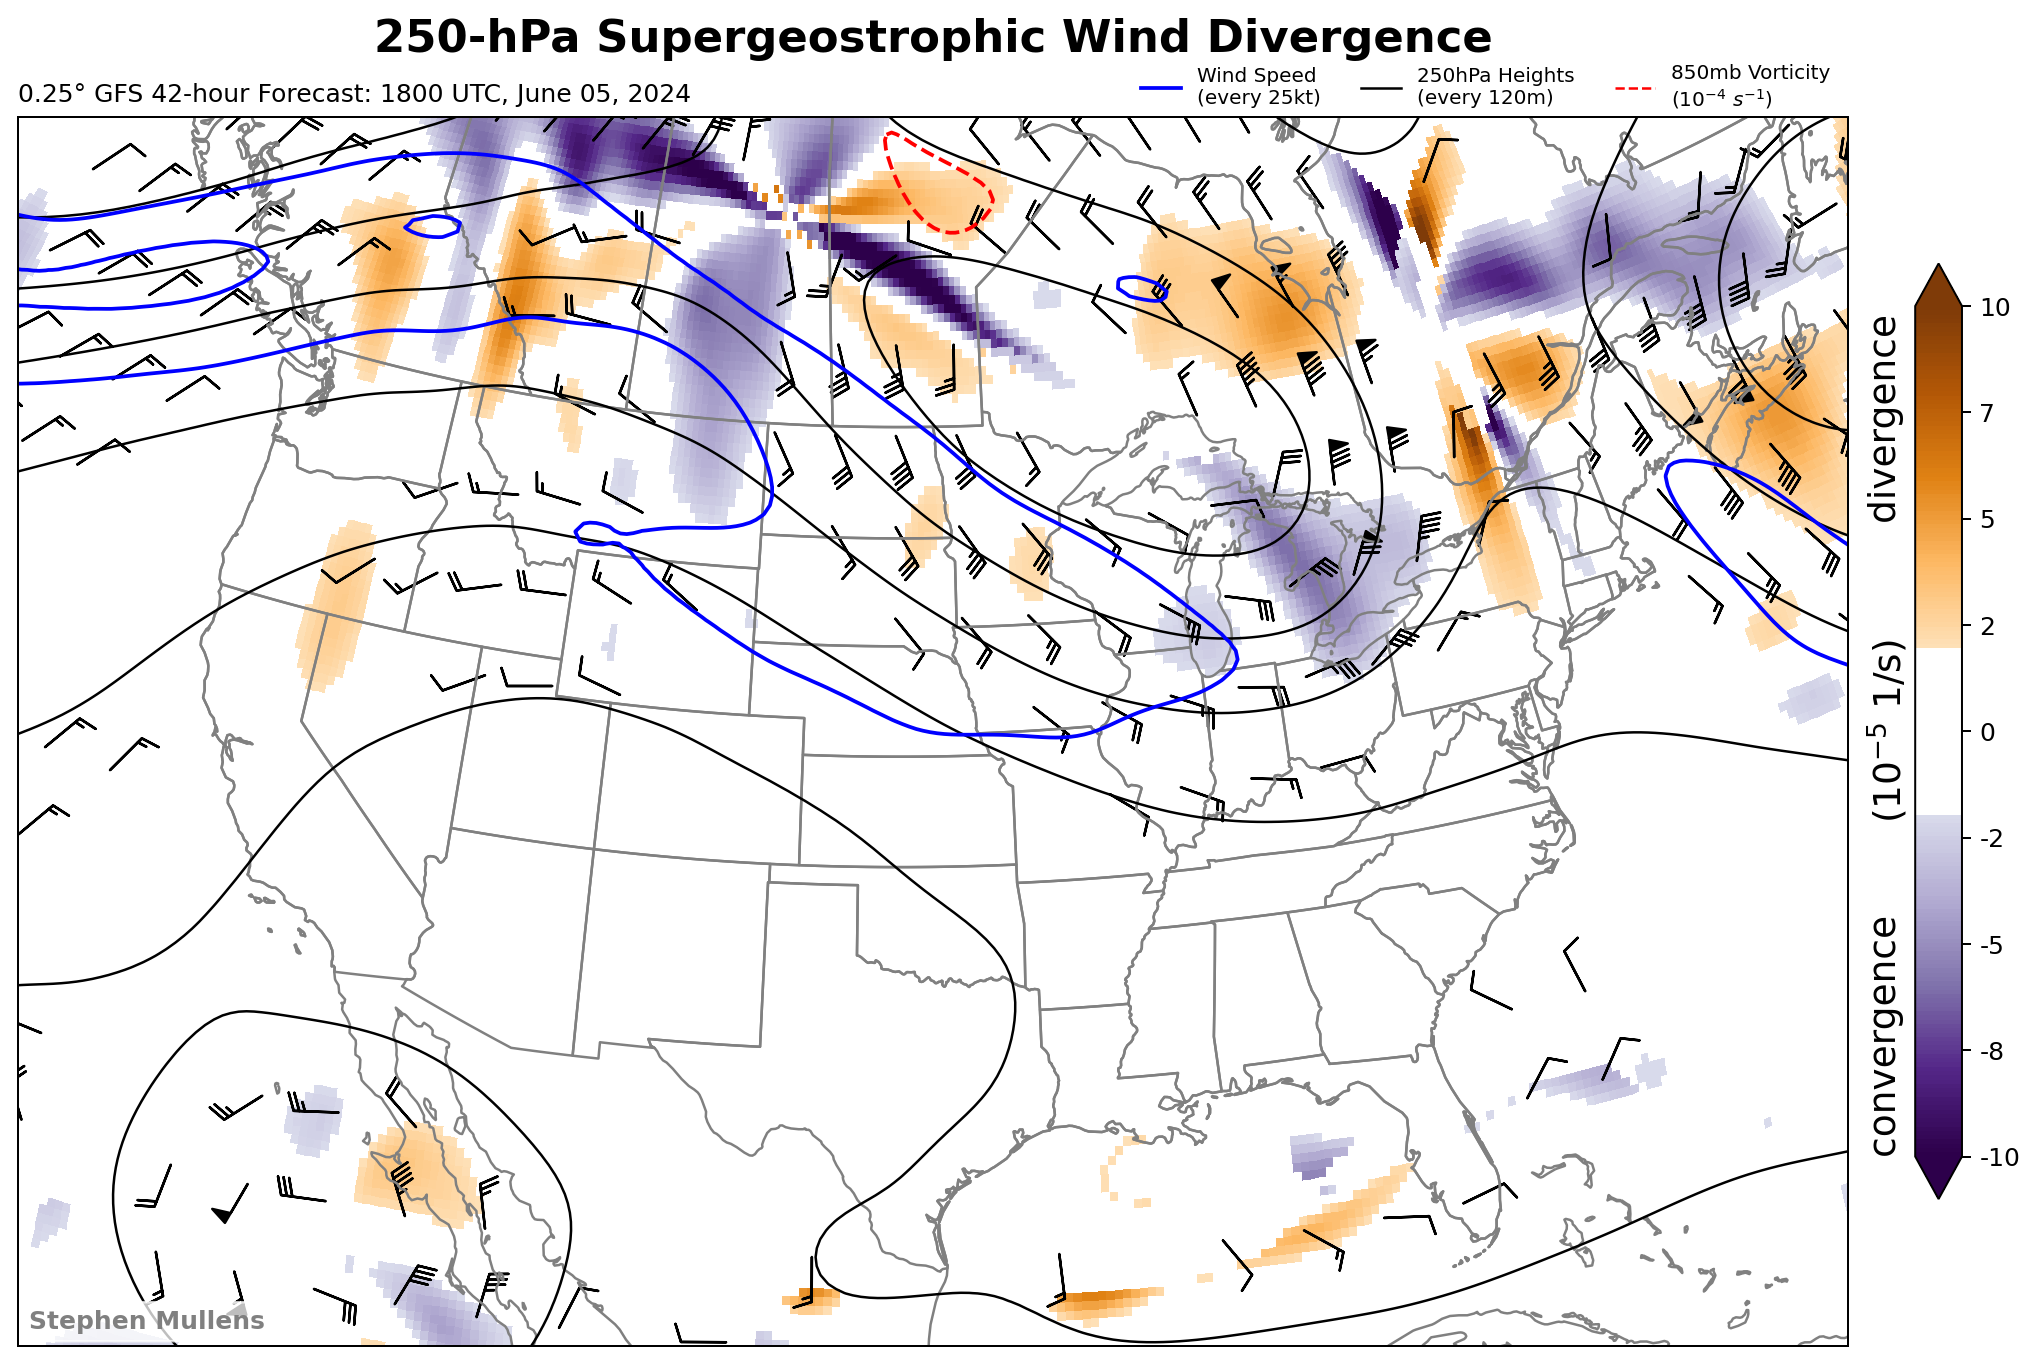 250-hPa Supergeostrophic Wind Divergence
0.25° GFS 42-hour Forecast: 1800 UTC, June 05, 2024
Wind Speed
(every 25kt)
250hPa Heights
(every 120m)
850mb Vorticity
(10⁻⁴ s⁻¹)
10
7
5
2
0
-2
-5
-8
-10
convergence (10⁻⁵ 1/s) divergence
Stephen Mullens